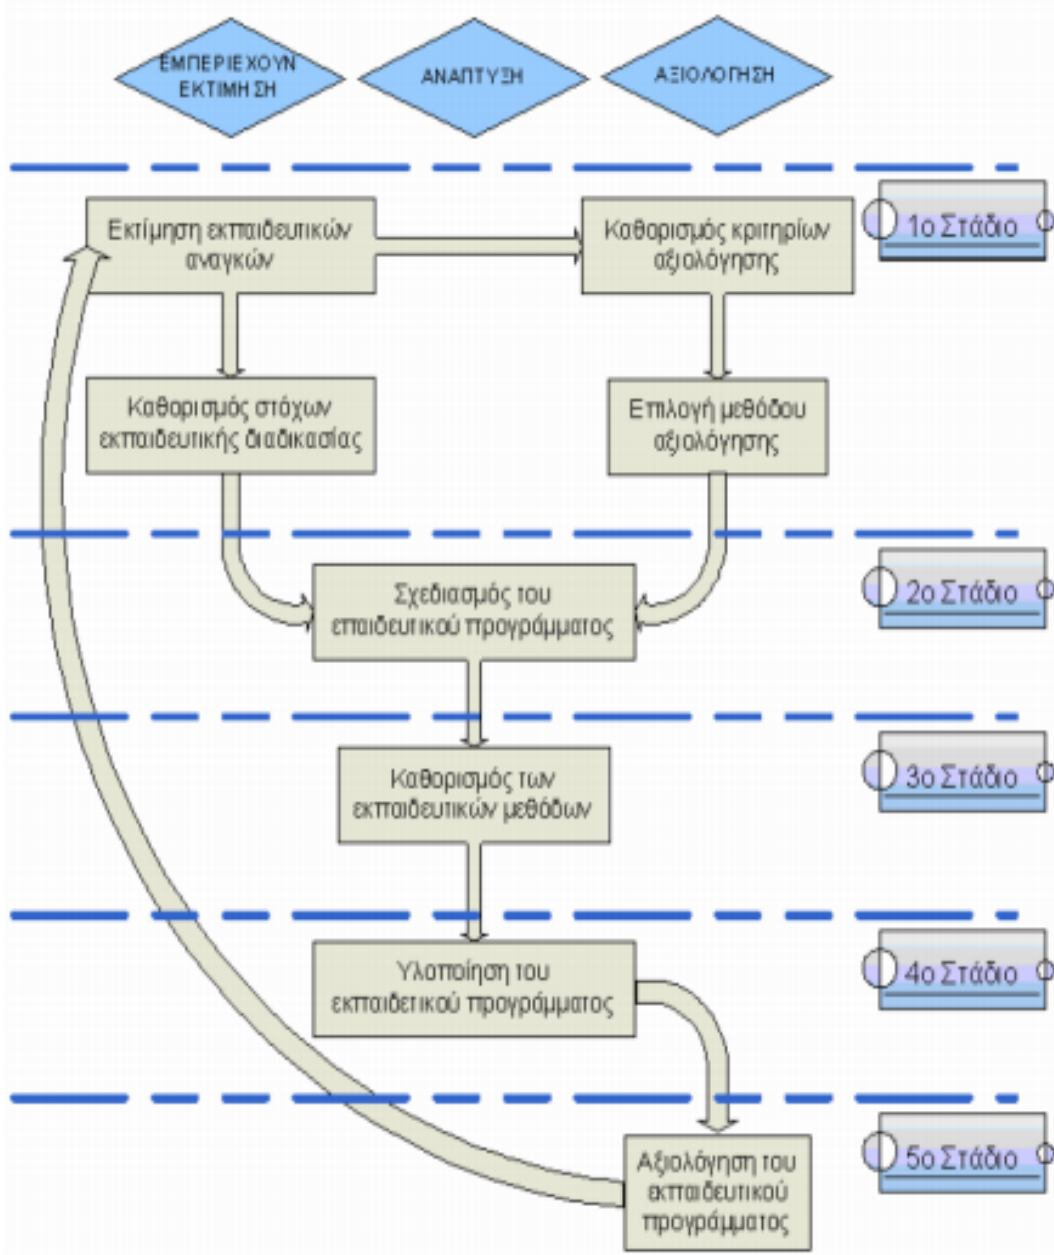 ΕΜΠΕΡΙΕΧΟΥΝ
ΕΚΤΙΜΗΣΗ
ΑΝΑΠΤΥΞΗ
ΑΞΙΟΛΟΓΗΣΗ
Εκτίμηση εκπαιδευτικών
αναγκών
Καθορισμός κριτηρίων
αξιολόγησης
1ο Στάδιο
Καθορισμός στόχων
εκπαιδευτικής διαδικασίας
Επιλογή μεθόδου
αξιολόγησης
Σχεδιασμός του
επαιδευτικού προγράμματος
2ο Στάδιο
Καθορισμός των
εκπαιδευτικών μεθόδων
3ο Στάδιο
Υλοποίηση του
εκπαιδετικού προγράμματος
4ο Στάδιο
Αξιολόγηση του
εκπαιδευτικού
προγράμματος
5ο Στάδιο